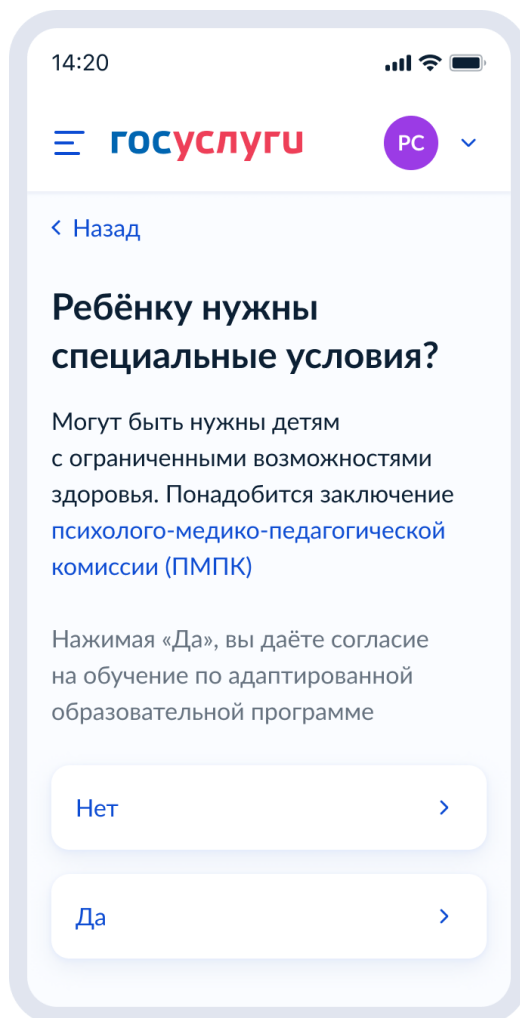 14:20
госуслуги
РС
Назад
Ребёнку нужны
специальные условия?
Могут быть нужны детям
с ограниченными возможностями
здоровья. Понадобится заключение
психолого-медико-педагогической
комиссии (ПМПК)
Нажимая «Да», вы даёте согласие
на обучение по адаптированной
образовательной программе
Нет
Да